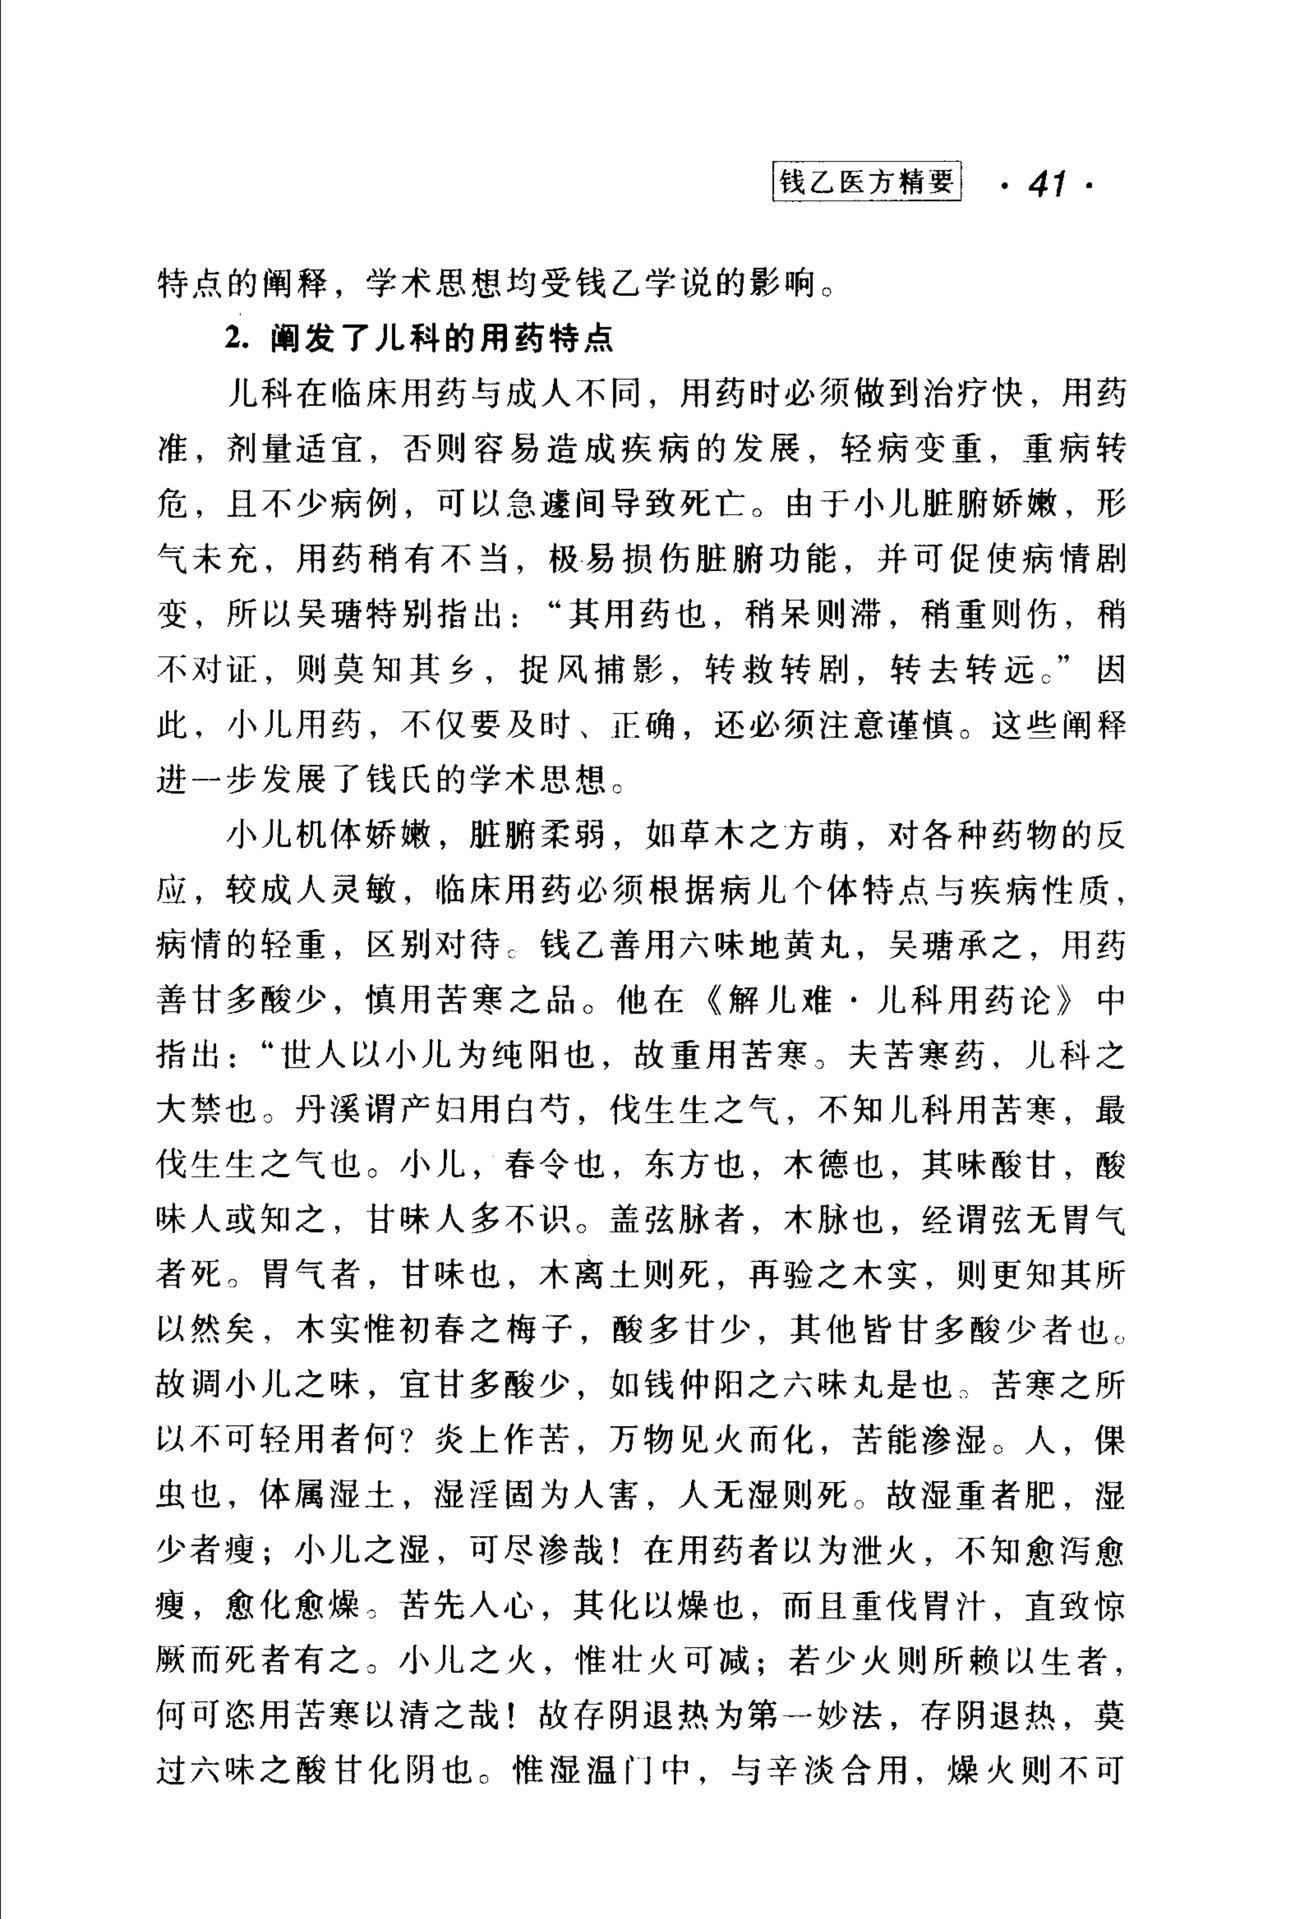 钱乙医方精要 · 41 ·
特点的阐释，学术思想均受钱乙学说的影响。
2. 阐发了儿科的用药特点
儿科在临床用药与成人不同，用药时必须做到治疗快，用药
准，剂量适宜，否则容易造成疾病的发展，轻病变重，重病转
危，且不少病例，可以急遽间导致死亡。由于小儿脏腑娇嫩，形
气未充，用药稍有不当，极易损伤脏腑功能，并可促使病情剧
变，所以吴瑭特别指出：“其用药也，稍呆则滞，稍重则伤，稍
不对证，则莫知其乡，捉风捕影，转救转剧，转去转远。”因
此，小儿用药，不仅要及时、正确，还必须注意谨慎。这些阐释
进一步发展了钱氏的学术思想。
小儿机体娇嫩，脏腑柔弱，如草木之方萌，对各种药物的反
应，较成人灵敏，临床用药必须根据病儿个体特点与疾病性质，
病情的轻重，区别对待。钱乙善用六味地黄丸，吴瑭承之，用药
善甘多酸少，慎用苦寒之品。他在《解儿难·儿科用药论》中
指出：“世人以小儿为纯阳也，故重用苦寒。夫苦寒药，儿科之
大禁也。丹溪谓产妇用白芍，伐生生之气，不知儿科用苦寒，最
伐生生之气也。小儿，春令也，东方也，木德也，其味酸甘，酸
味人或知之，甘味人多不识。盖弦脉者，木脉也，经谓弦无胃气
者死。胃气者，甘味也，木离土则死，再验之木实，则更知其所
以然矣，木实惟初春之梅子，酸多甘少，其他皆甘多酸少者也。
故调小儿之味，宜甘多酸少，如钱仲阳之六味丸是也。苦寒之所
以不可轻用者何？炎上作苦，万物见火而化，苦能渗湿。人，倮
虫也，体属湿土，湿淫固为人害，人无湿则死。故湿重者肥，湿
少者瘦；小儿之湿，可尽渗哉！在用药者以为泄火，不知愈泻愈
瘦，愈化愈燥。苦先人心，其化以燥也，而且重伐胃汁，直致惊
厥而死者有之。小儿之火，惟壮火可减；若少火则所赖以生者，
何可恣用苦寒以清之哉！故存阴退热为第一妙法，存阴退热，莫
过六味之酸甘化阴也。惟湿温门中，与辛淡合用，燥火则不可